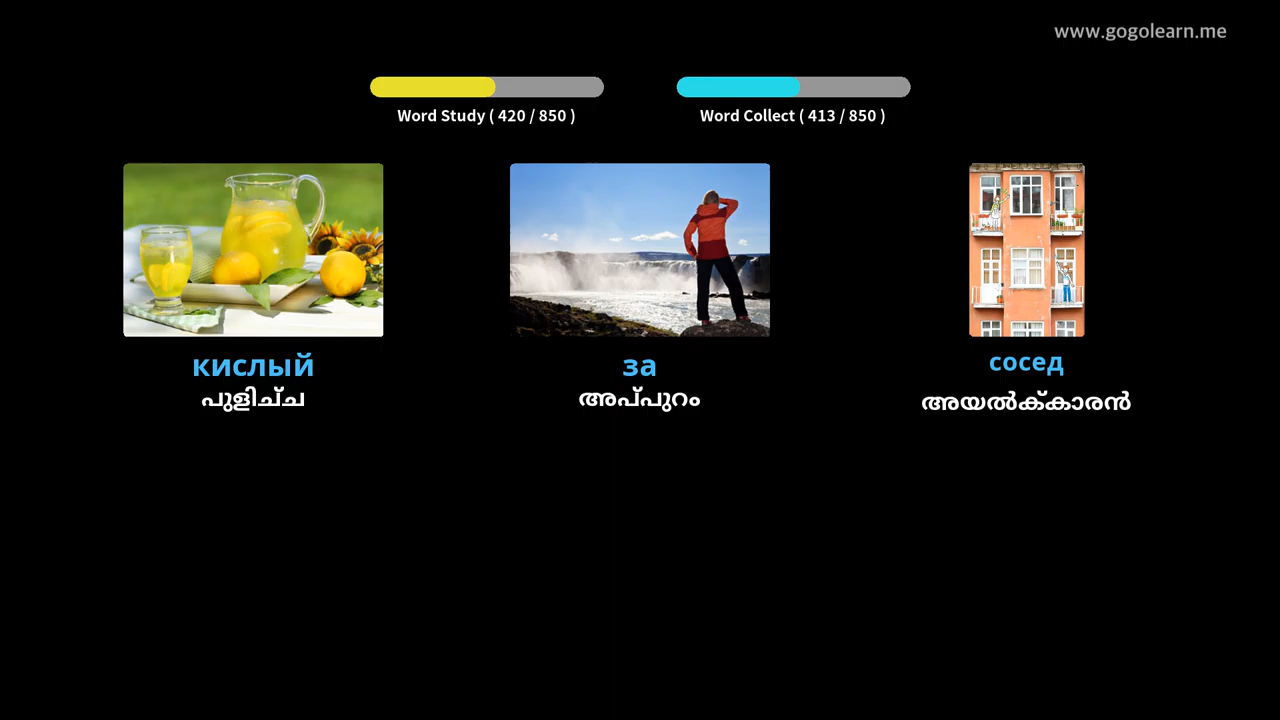 www.gogolearn.me
Word Study ( 420 / 850 )
Word Collect ( 413 / 850 )
кислый
പുളിച്ച
за
അപ്പുറം
сосед
അയൽക്കാരൻ